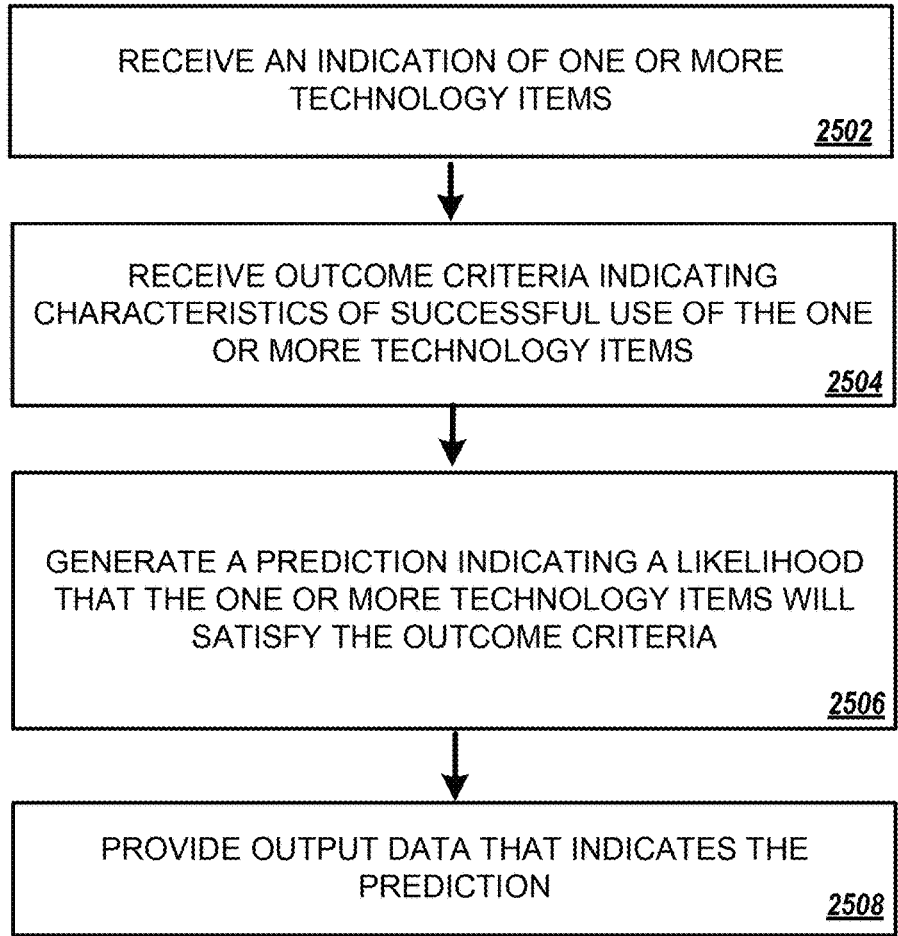 RECEIVE AN INDICATION OF ONE OR MORE
TECHNOLOGY ITEMS
2502
RECEIVE OUTCOME CRITERIA INDICATING
CHARACTERISTICS OF SUCCESSFUL USE OF THE ONE
OR MORE TECHNOLOGY ITEMS
2504
GENERATE A PREDICTION INDICATING A LIKELIHOOD
THAT THE ONE OR MORE TECHNOLOGY ITEMS WILL
SATISFY THE OUTCOME CRITERIA
2506
PROVIDE OUTPUT DATA THAT INDICATES THE
PREDICTION
2508